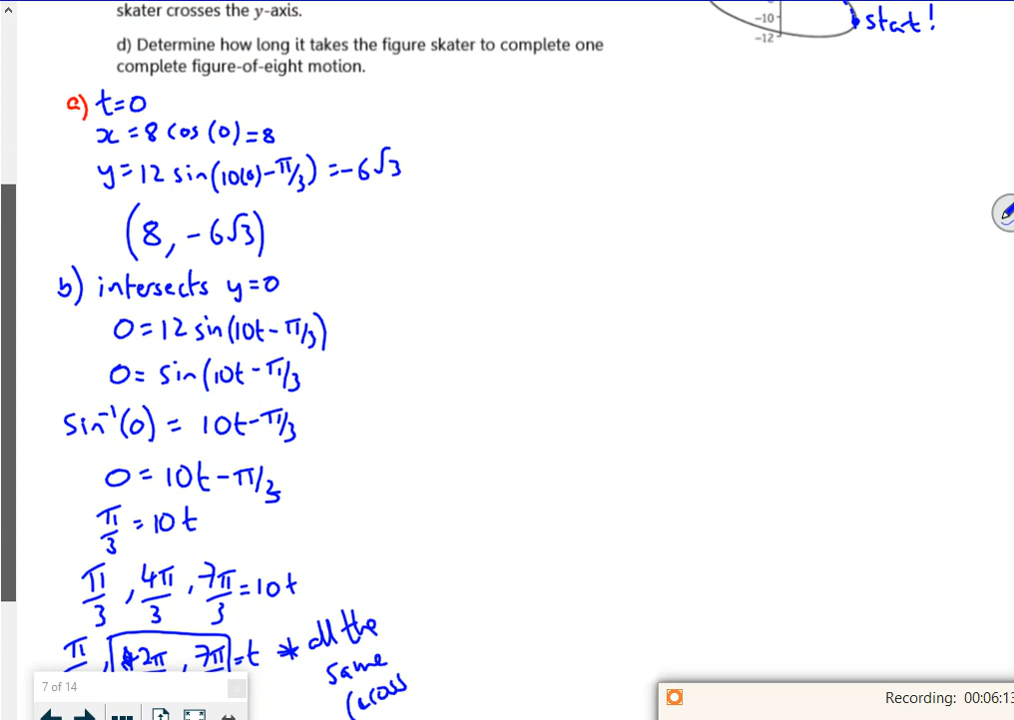 skater crosses the y-axis.
-10
-12
stat!
d) Determine how long it takes the figure skater to complete one
complete figure-of-eight motion.
a) t=0
x = 8 cos (0) = 8
y = 12 sin(10(0) - π/3) = -6√3
(8, -6√3)
b) intersects y=0
0 = 12 sin(10t - π/3)
0 = sin(10t - π/3
sin⁻¹(0) = 10t - π/3
0 = 10t - π/3
π/3 = 10t
π/3, 4π/3, 7π/3 = 10t
π, 2π, 7π = t * all the
same
(cross
7 of 14
Recording: 00:06:13